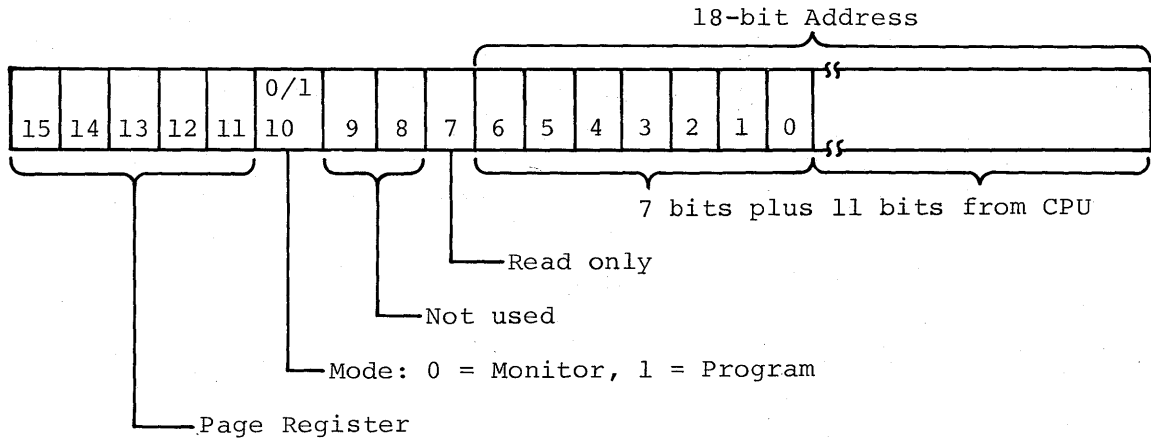 18-bit Address
0/1
15 14 13 12 11 10 9 8 7 6 5 4 3 2 1 0
7 bits plus 11 bits from CPU
Read only
Not used
Mode: 0 = Monitor, 1 = Program
Page Register